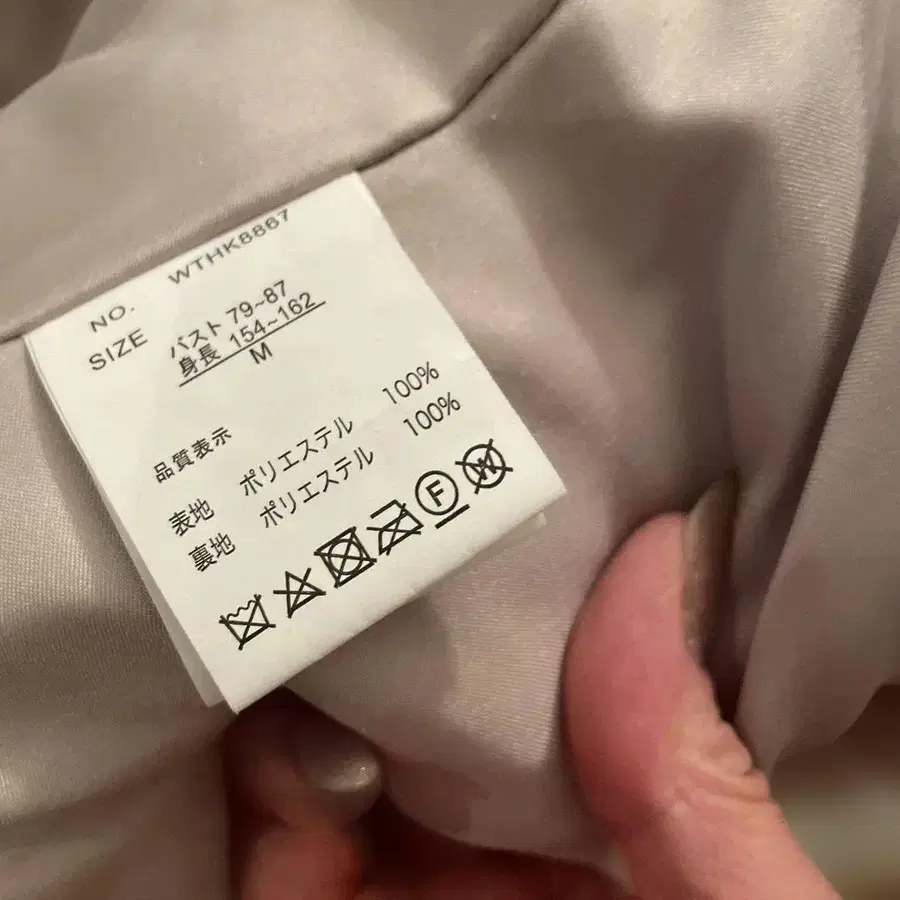 NO. WTHK8867
SIZE バスト 79~87
身長 154~162
M
品質表示
表地 ポリエステル 100%
裏地 ポリエステル 100%
F W